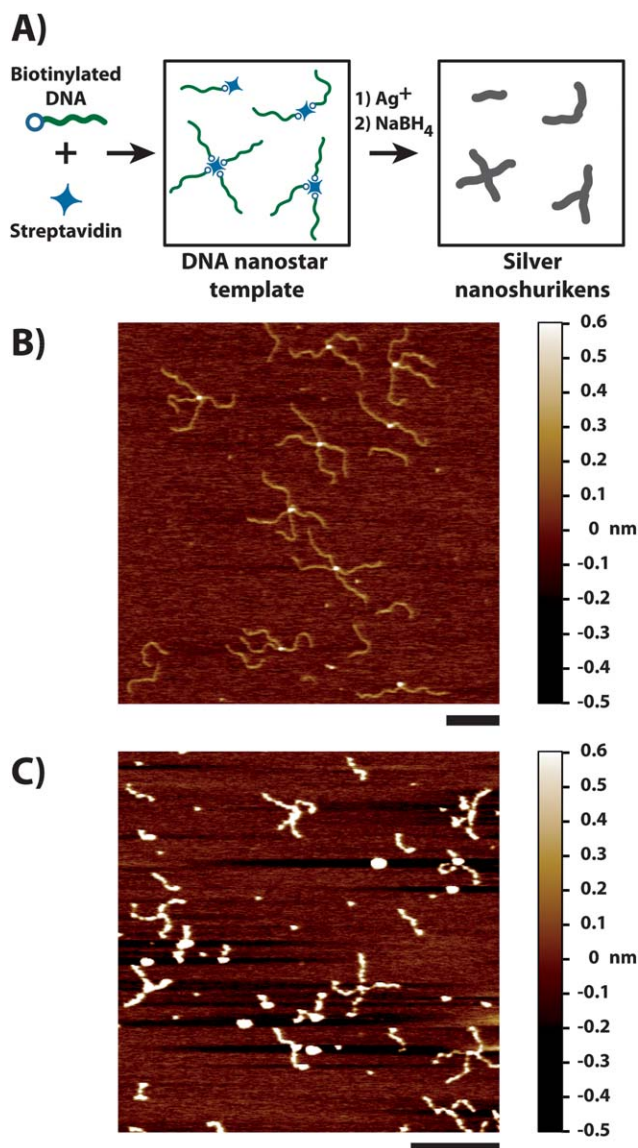 A)
Biotinylated
DNA
+
Streptavidin
DNA nanostar
template
1) Ag+
2) NaBH4
Silver
nanoshurikens
B)
0.6
0.5
0.4
0.3
0.2
0.1
0 nm
-0.1
-0.2
-0.3
-0.4
-0.5
C)
0.6
0.5
0.4
0.3
0.2
0.1
0 nm
-0.1
-0.2
-0.3
-0.4
-0.5